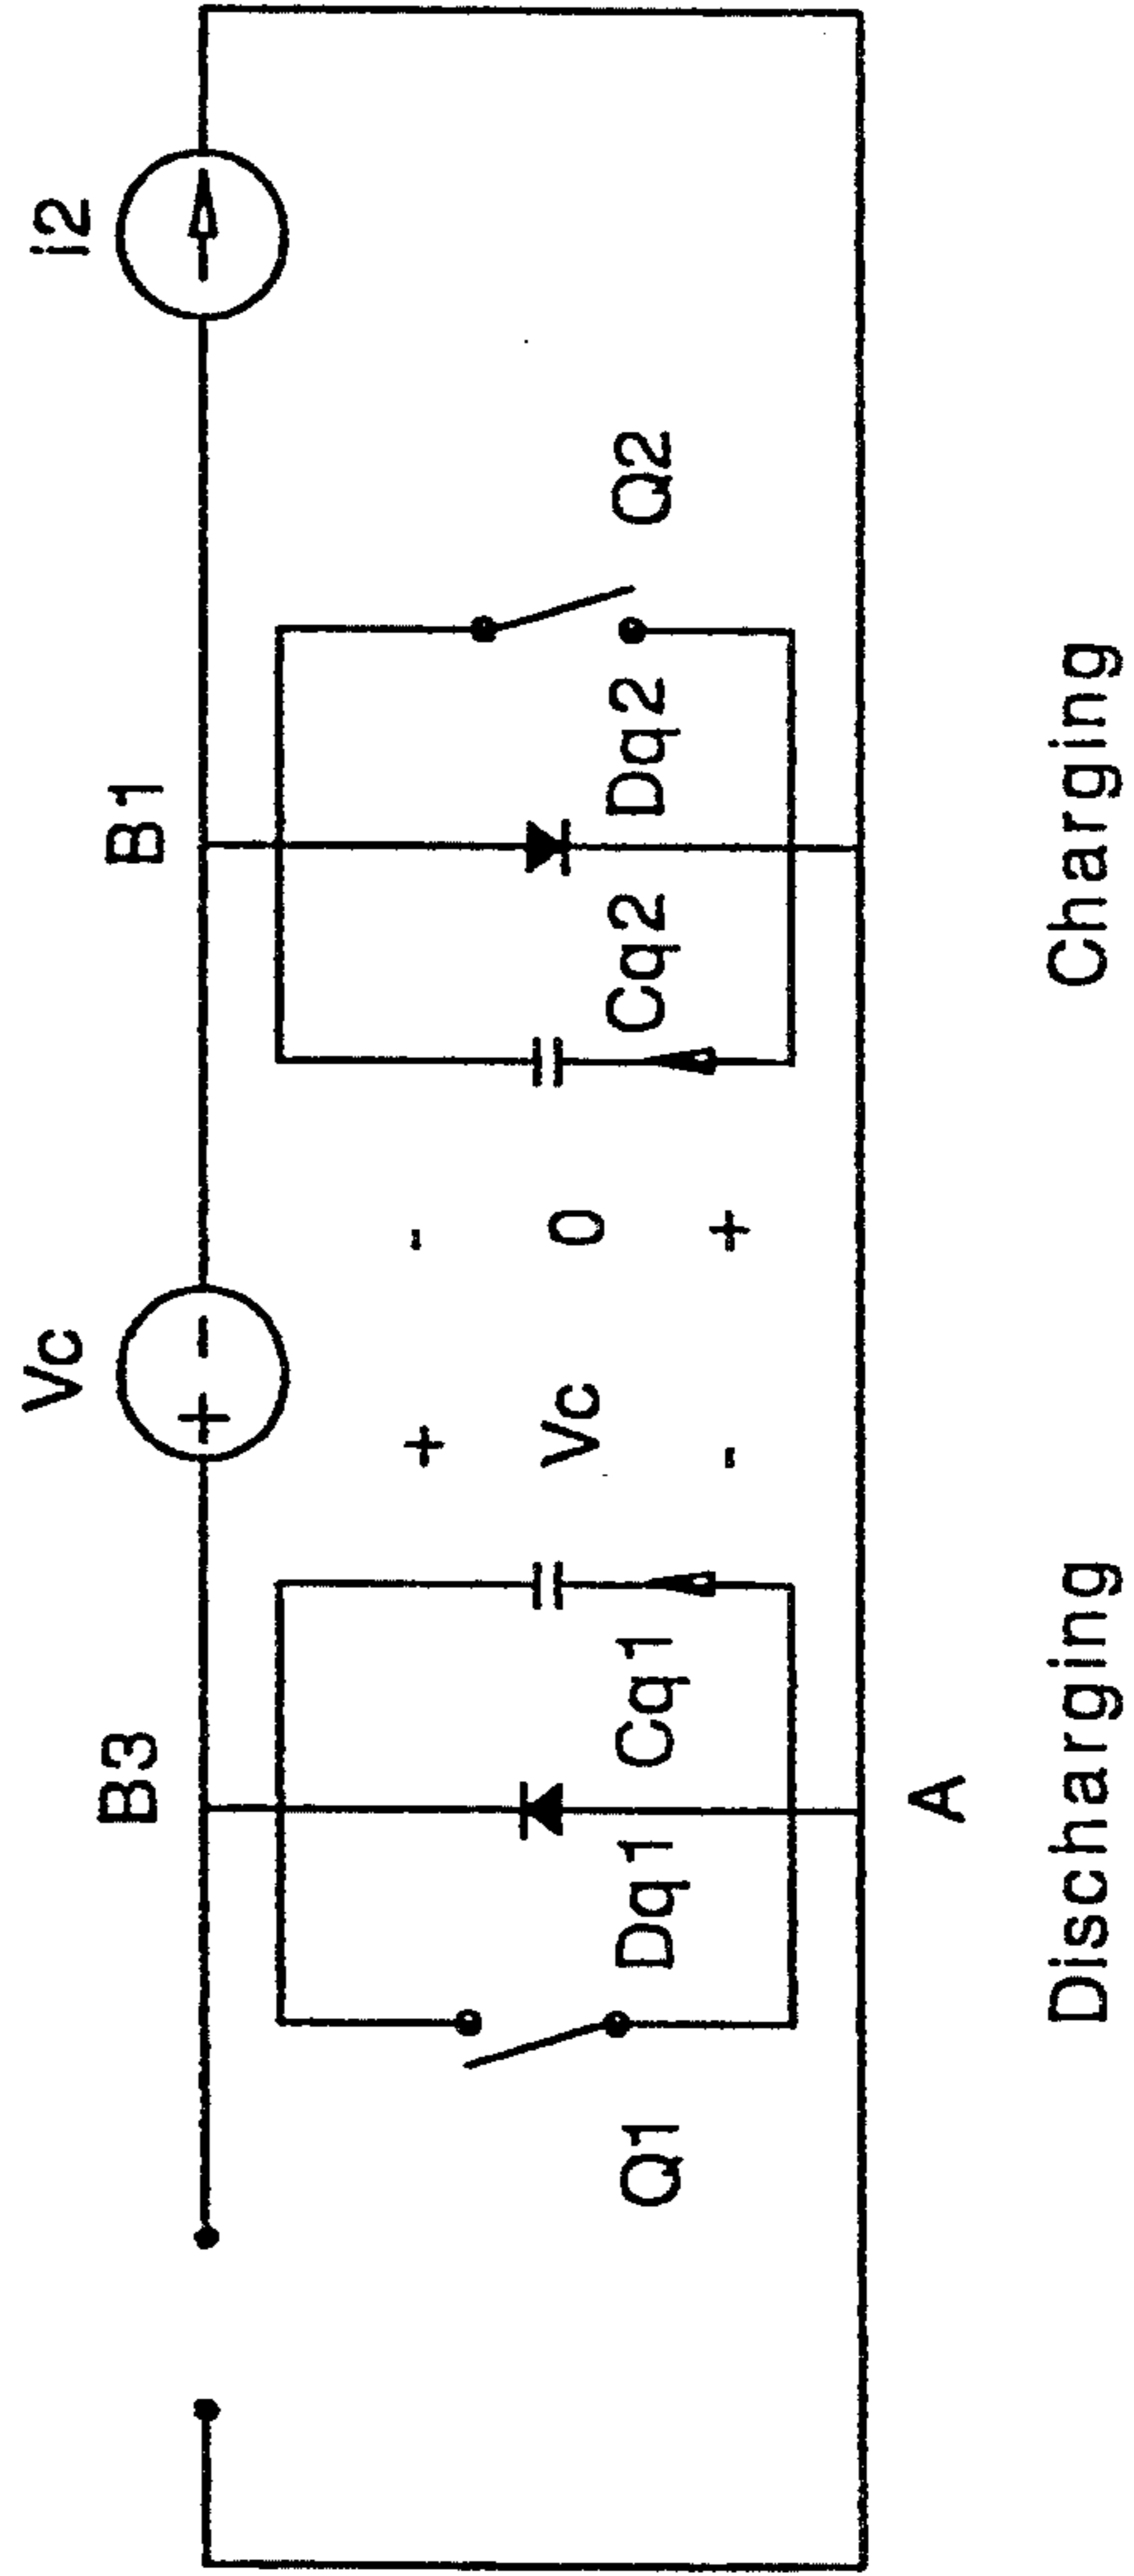 Vc
i2
B3
B1
+
-
+
-
Vc
0
-
+
Q1
Dq1
Cq1
Cq2
Dq2
Q2
A
Discharging
Charging